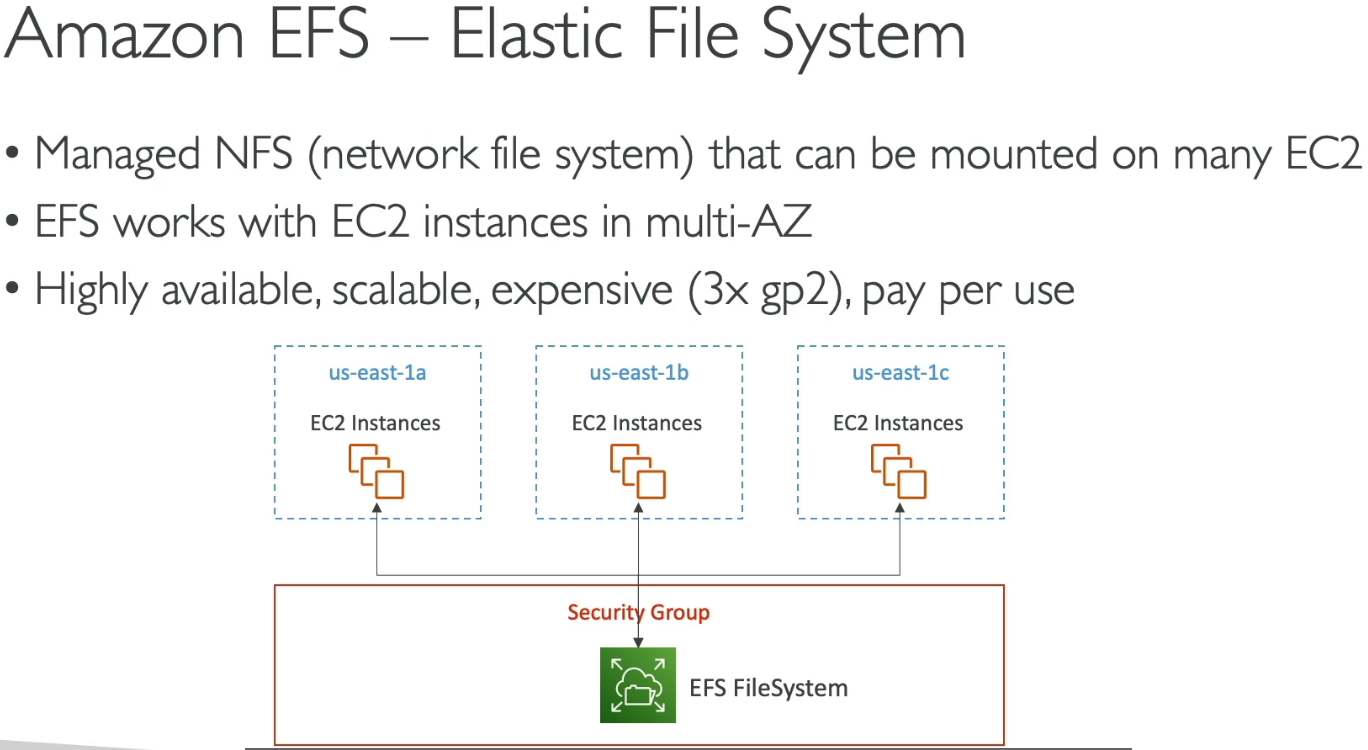 Amazon EFS – Elastic File System
• Managed NFS (network file system) that can be mounted on many EC2
• EFS works with EC2 instances in multi-AZ
• Highly available, scalable, expensive (3x gp2), pay per use
us-east-1a
us-east-1b
us-east-1c
EC2 Instances
EC2 Instances
EC2 Instances
Security Group
EFS FileSystem